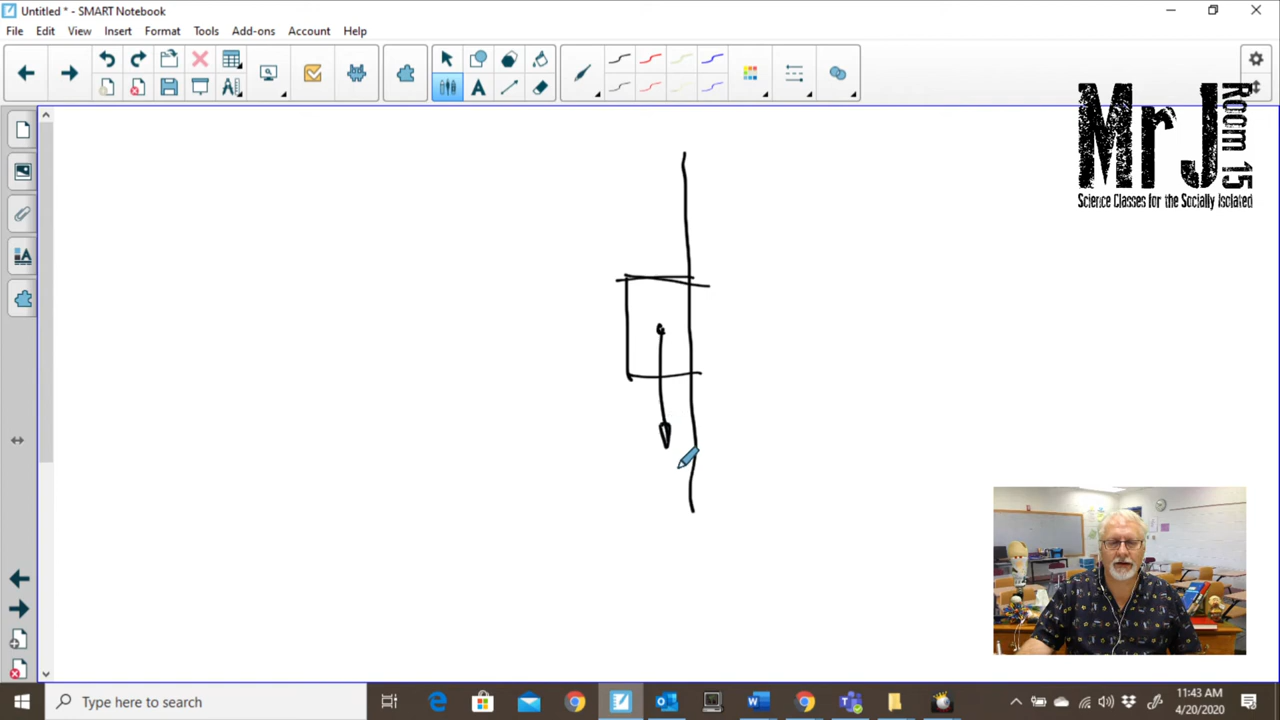 Untitled * - SMART Notebook
File Edit View Insert Format Tools Add-ons Account Help
MrJ
Room 15
Science Classes for the Socially Isolated
Type here to search
11:43 AM
4/20/2020